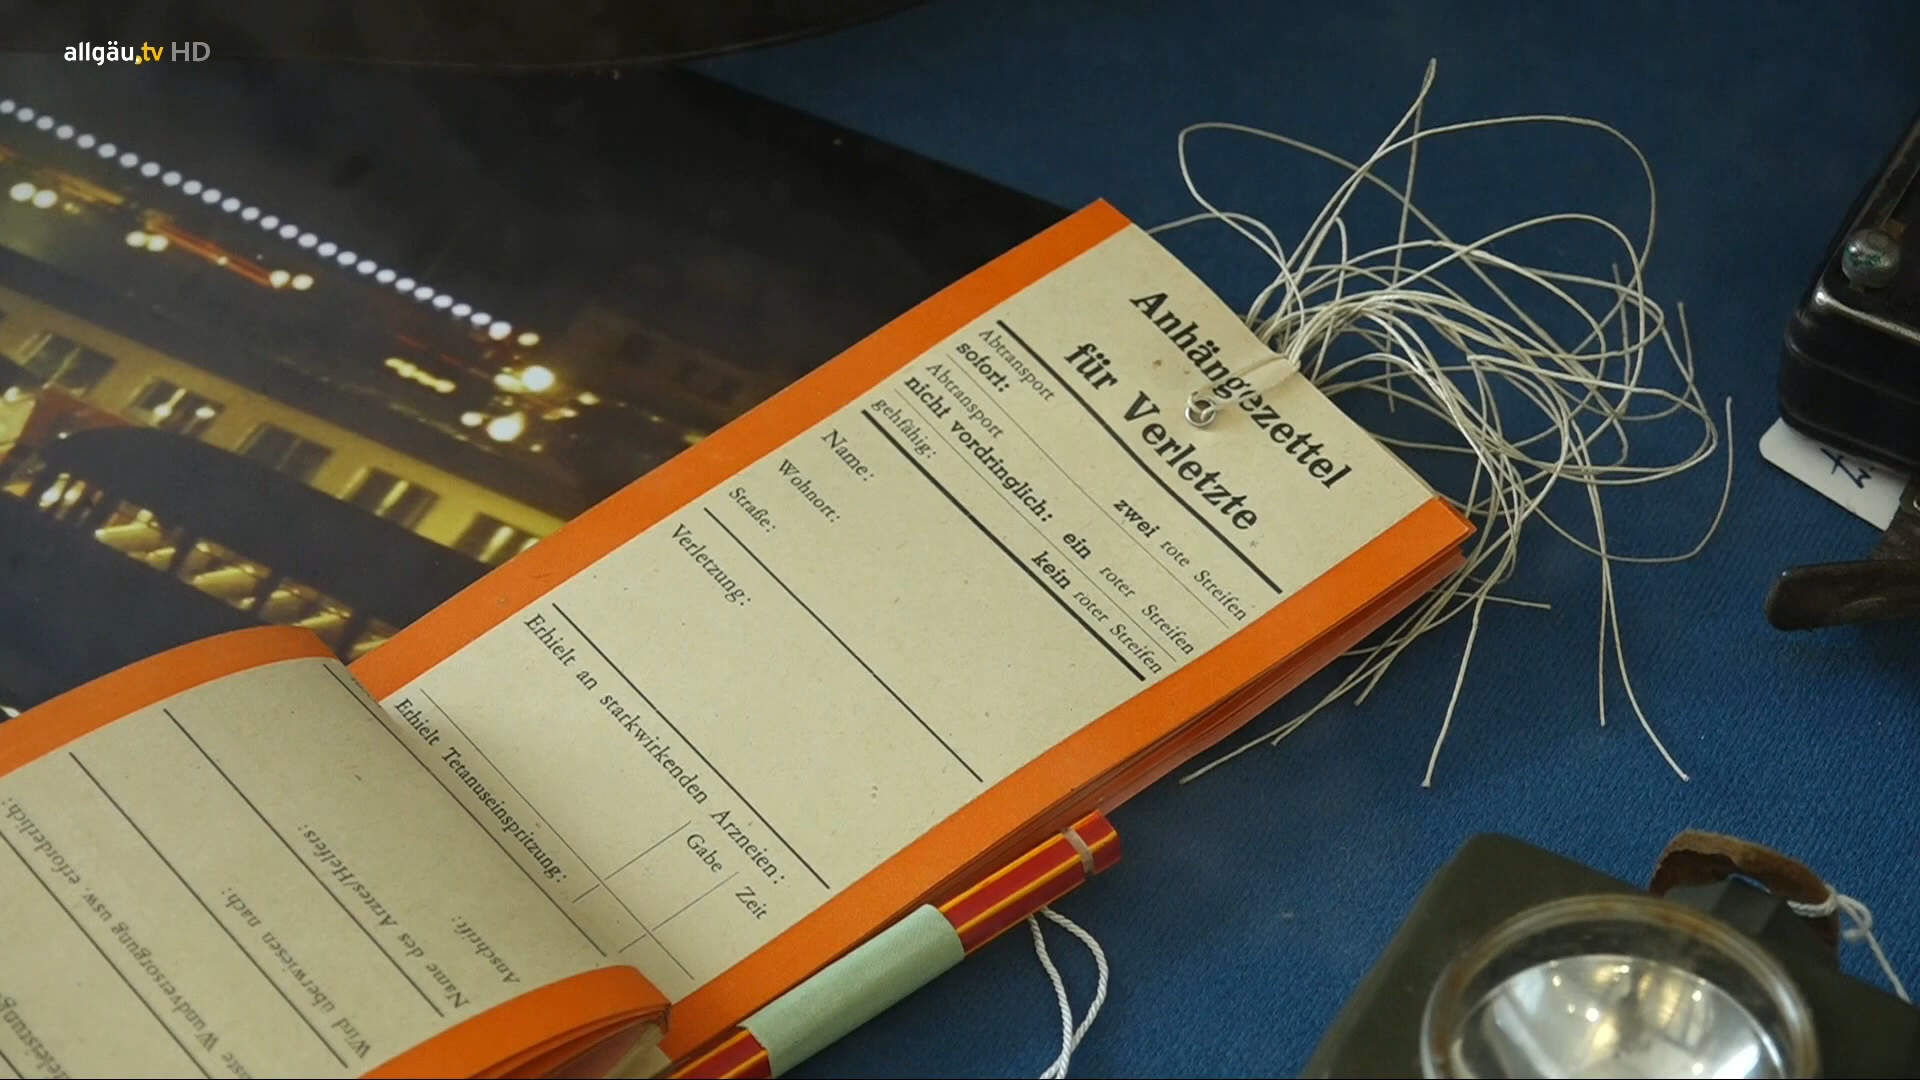 allgäu.tv HD
Anhängezettel
für Verletzte
Abtransport
sofort: zwei rote Streifen
Abtransport
nicht vordringlich: ein roter Streifen
gehfähig: kein roter Streifen
Name:
Wohnort:
Straße:
Verletzung:
Erhielt an starkwirkenden Arzneien:
Gabe Zeit
Erhielt Tetanuseinspritzung:
Anschrift:
Name des Arztes/Helfers:
Wird überwiesen nach:
Wundversorgung usw. erforderlich: